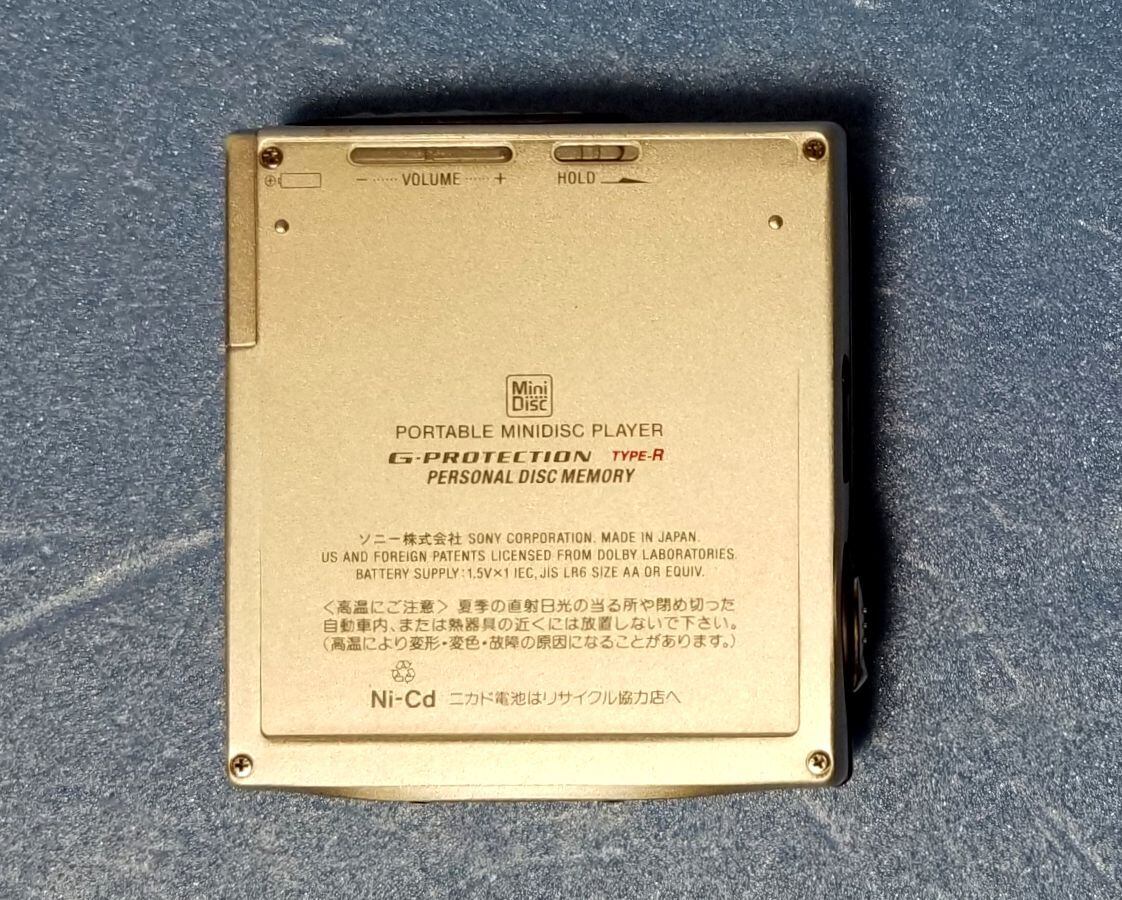 ⊕
− ······ VOLUME ······ +
HOLD
Mini
Disc
PORTABLE MINIDISC PLAYER
G-PROTECTION TYPE-R
PERSONAL DISC MEMORY
ソニー株式会社 SONY CORPORATION. MADE IN JAPAN.
US AND FOREIGN PATENTS LICENSED FROM DOLBY LABORATORIES.
BATTERY SUPPLY:1.5V×1 IEC, JIS LR6 SIZE AA OR EQUIV.
〈高温にご注意〉夏季の直射日光の当る所や閉め切った
自動車内、または熱器具の近くには放置しないで下さい。
(高温により変形・変色・故障の原因になることがあります。)
Ni-Cd ニカド電池はリサイクル協力店へ